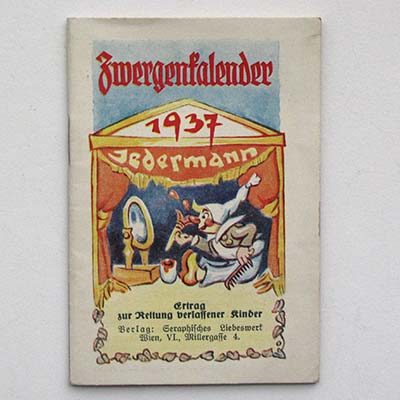 Zwergenkalender
1937
Jedermann
Ertrag
zur Rettung verlassener Kinder
Verlag: Seraphisches Liebeswerk
Wien, VI., Millergasse 4.